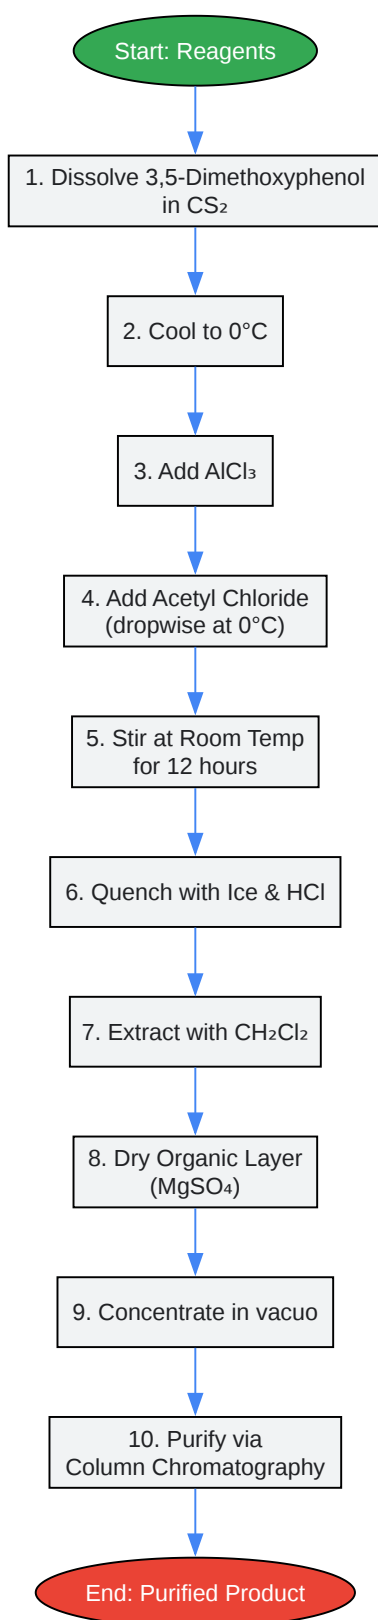 Start: Reagents
1. Dissolve 3,5-Dimethoxyphenol
in CS₂
2. Cool to 0°C
3. Add AlCl₃
4. Add Acetyl Chloride
(dropwise at 0°C)
5. Stir at Room Temp
for 12 hours
6. Quench with Ice & HCl
7. Extract with CH₂Cl₂
8. Dry Organic Layer
(MgSO₄)
9. Concentrate in vacuo
10. Purify via
Column Chromatography
End: Purified Product